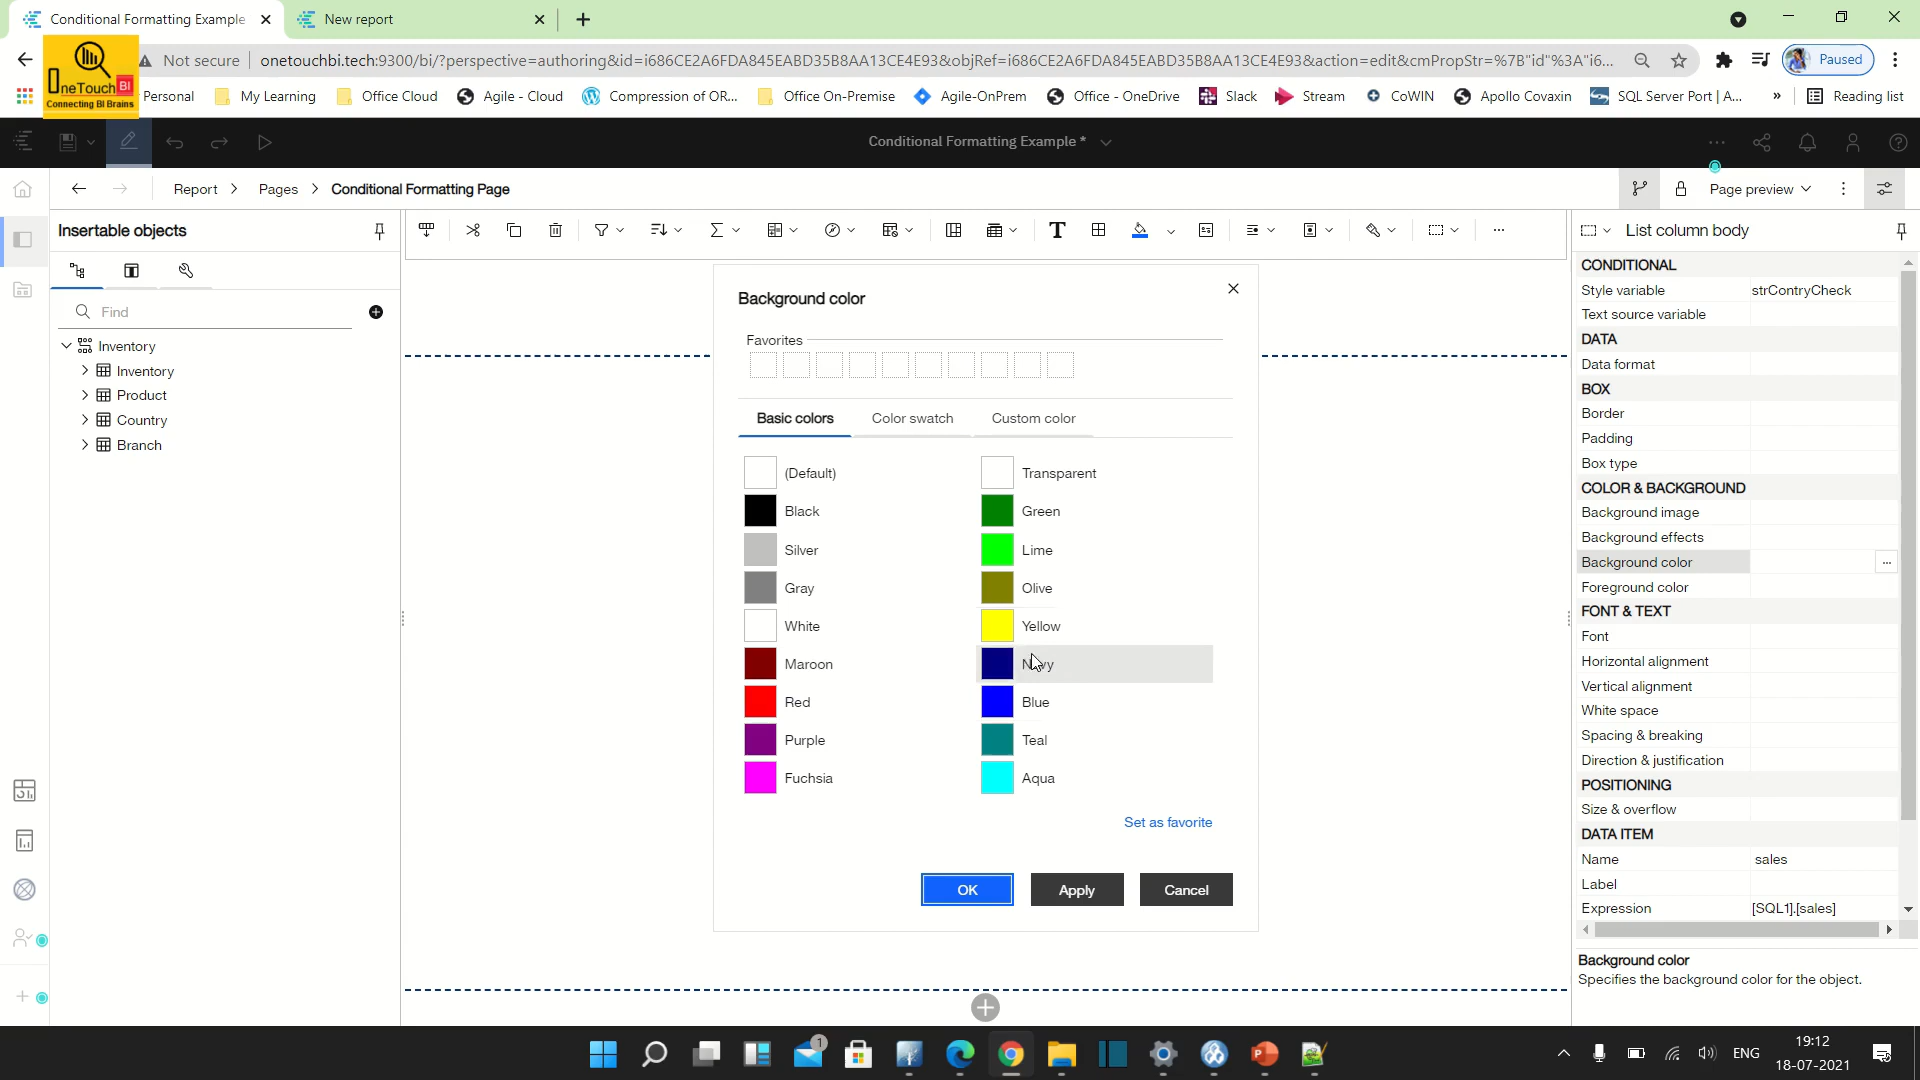 Conditional Formatting Example
New report
Not secure
onetouchbi.tech:9300/bi/?perspective=authoring&id=i686CE2A6FDA845EABD35B8AA13CE4E93&objRef=i686CE2A6FDA845EABD35B8AA13CE4E93&action=edit&cmPropStr=%7B"id"%3A"i6...
Paused
OneTouch BI
Connecting BI Brains
Personal
My Learning
Office Cloud
Agile - Cloud
Compression of OR...
Office On-Premise
Agile-OnPrem
Office - OneDrive
Slack
Stream
CoWIN
Apollo Covaxin
SQL Server Port | A...
»
Reading list
Conditional Formatting Example *
Report > Pages > Conditional Formatting Page
Page preview
Insertable objects
Find
Inventory
Inventory
Product
Country
Branch
Background color
Favorites
Basic colors
Color swatch
Custom color
(Default)
Transparent
Black
Green
Silver
Lime
Gray
Olive
White
Yellow
Maroon
Navy
Red
Blue
Purple
Teal
Fuchsia
Aqua
Set as favorite
OK
Apply
Cancel
List column body
CONDITIONAL
Style variable strContryCheck
Text source variable
DATA
Data format
BOX
Border
Padding
Box type
COLOR & BACKGROUND
Background image
Background effects
Background color ...
Foreground color
FONT & TEXT
Font
Horizontal alignment
Vertical alignment
White space
Spacing & breaking
Direction & justification
POSITIONING
Size & overflow
DATA ITEM
Name sales
Label
Expression [SQL1].[sales]
Background color
Specifies the background color for the object.
1
ENG
19:12
18-07-2021